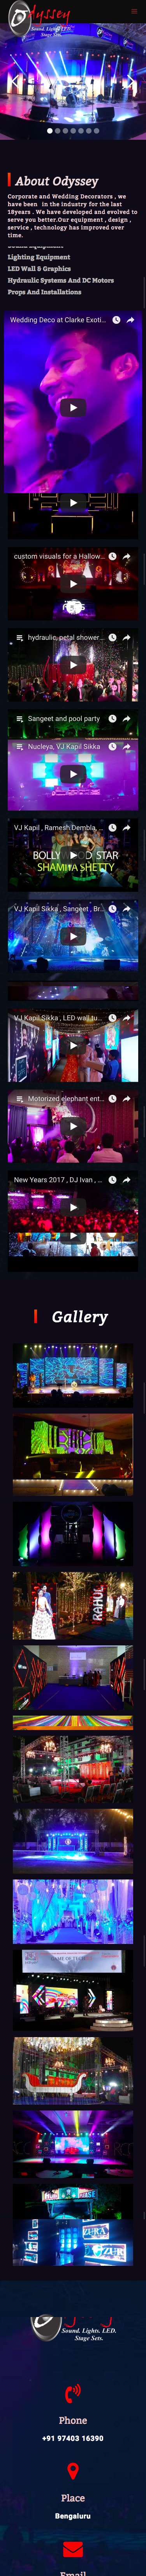 Odyssey
Sound. Lights. LED.
Stage Sets.
About Odyssey
Corporate and Wedding Decorators , we
have been in the industry for the last
18years . We have developed and evolved to
serve you better.Our equipment , design ,
service , technology has improved over
time.
Sound Equipment
Lighting Equipment
LED Wall & Graphics
Hydraulic Systems And DC Motors
Props And Installations
Wedding Deco at Clarke Exoti...
custom visuals for a Hallow...
hydraulic, petal shower...
Sangeet and pool party
Nucleya, VJ Kapil Sikka
VJ Kapil , Ramesh Dembla, ...
BOLLYWOOD STAR
SHAMITA SHETTY
VJ Kapil Sikka , Sangeet , Br...
VJ Kapil Sikka , LED wall, tu...
Motorized elephant ent...
New Years 2017 , DJ Ivan , ...
Gallery
RAHUL
Sound. Lights. LED.
Stage Sets.
Phone
+91 97403 16390
Place
Bengaluru
Email